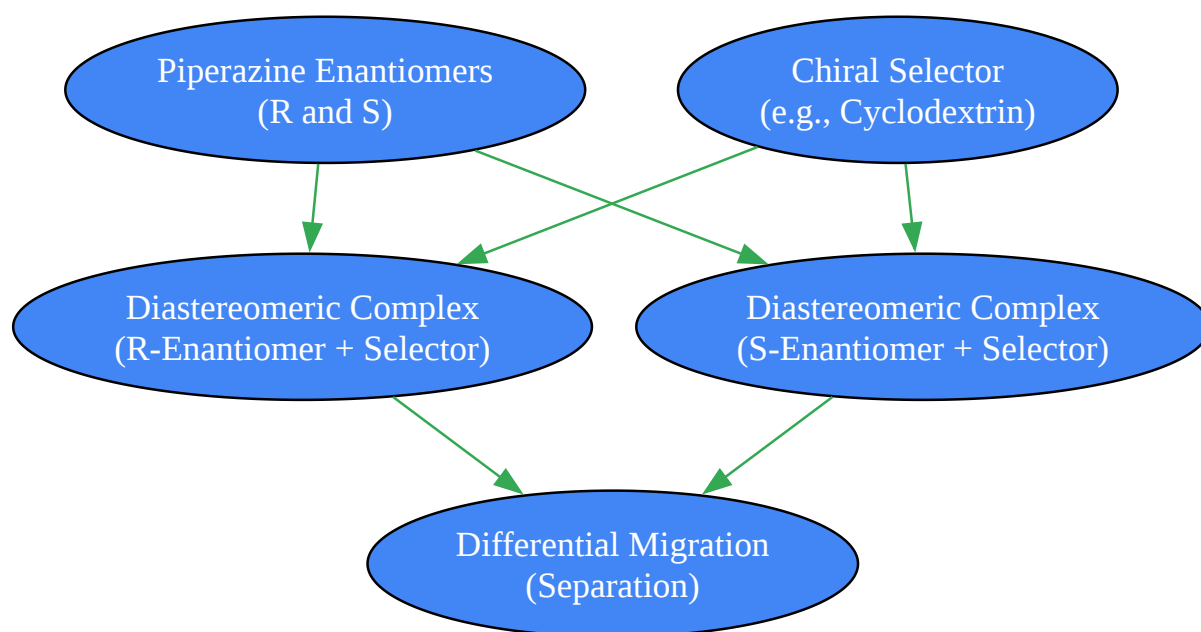 Piperazine Enantiomers
(R and S)
Chiral Selector
(e.g., Cyclodextrin)
Diastereomeric Complex
(R-Enantiomer + Selector)
Diastereomeric Complex
(S-Enantiomer + Selector)
Differential Migration
(Separation)